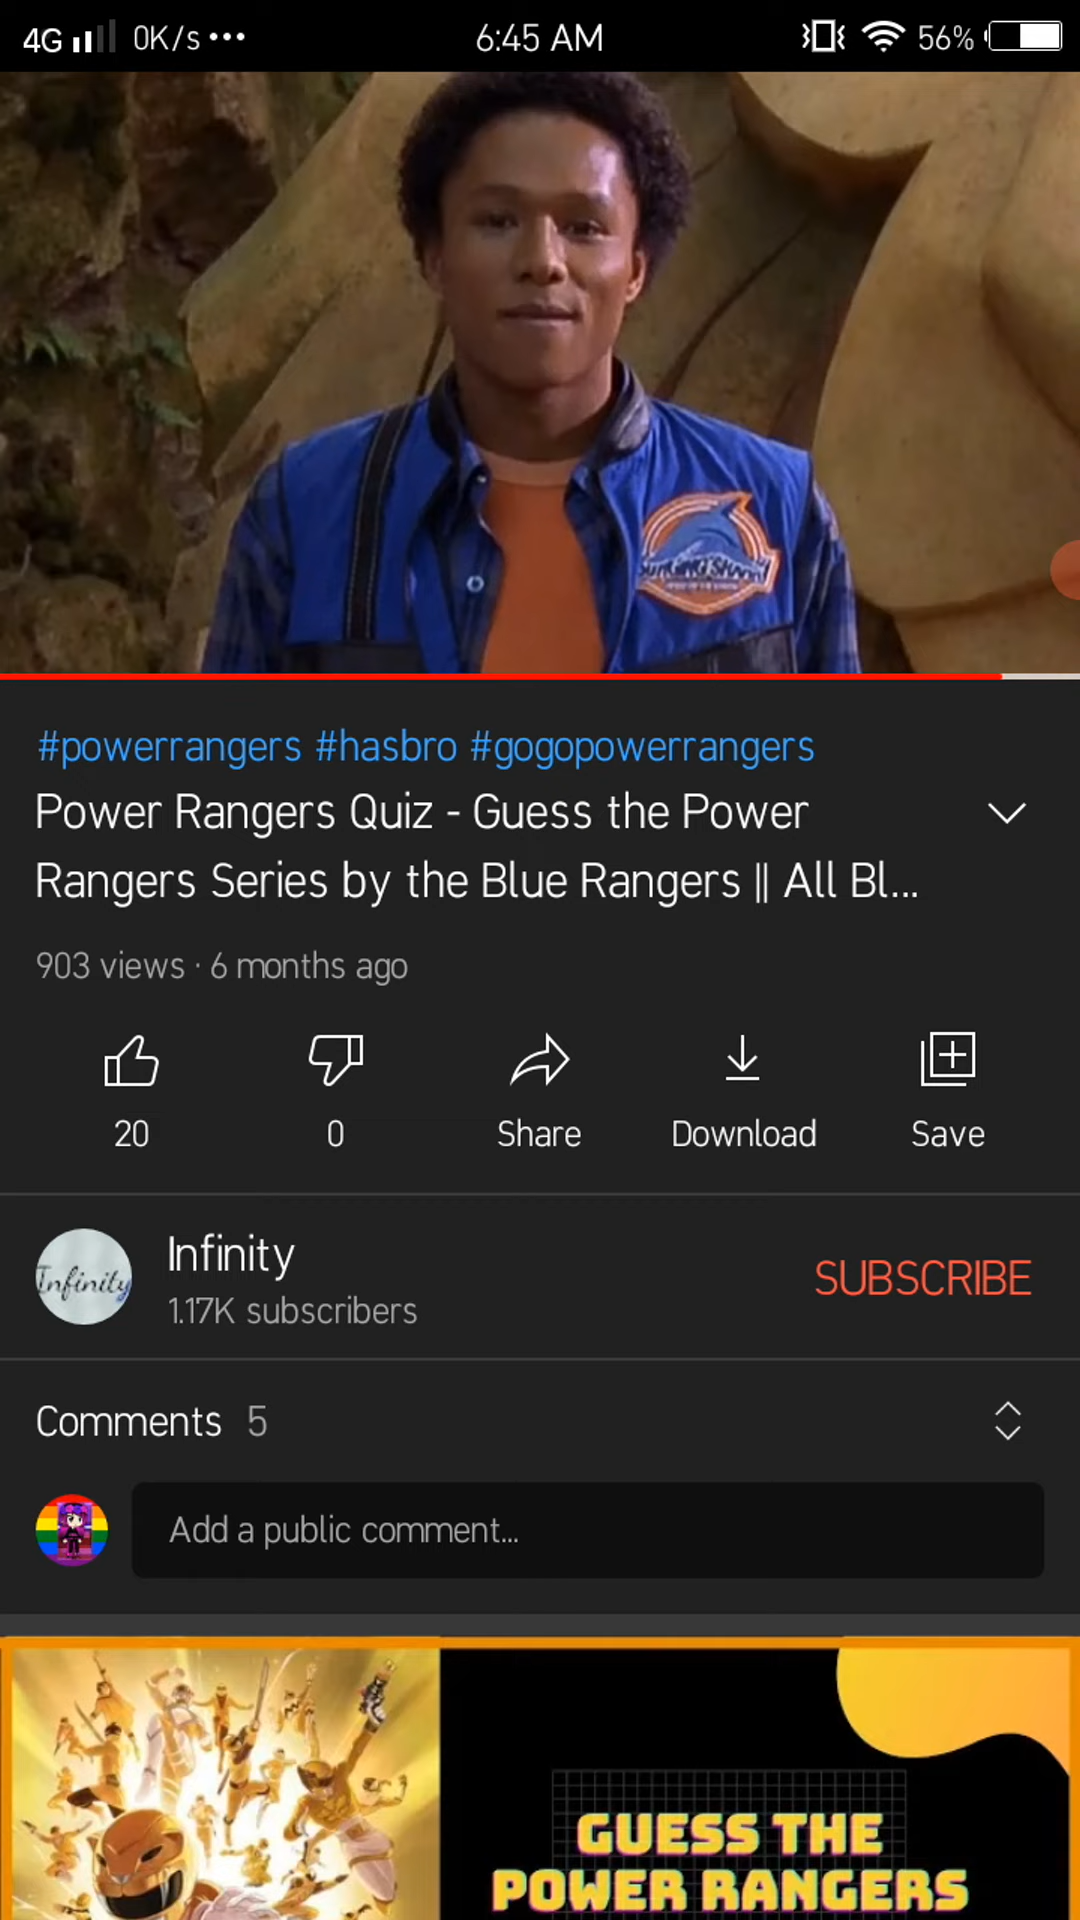 4G 0K/s ••• 6:45 AM 56%
#powerrangers #hasbro #gogopowerrangers
Power Rangers Quiz - Guess the Power
Rangers Series by the Blue Rangers || All Bl...
903 views · 6 months ago
20 0 Share Download Save
Infinity
Infinity
1.17K subscribers
SUBSCRIBE
Comments 5
Add a public comment...
GUESS THE
POWER RANGERS